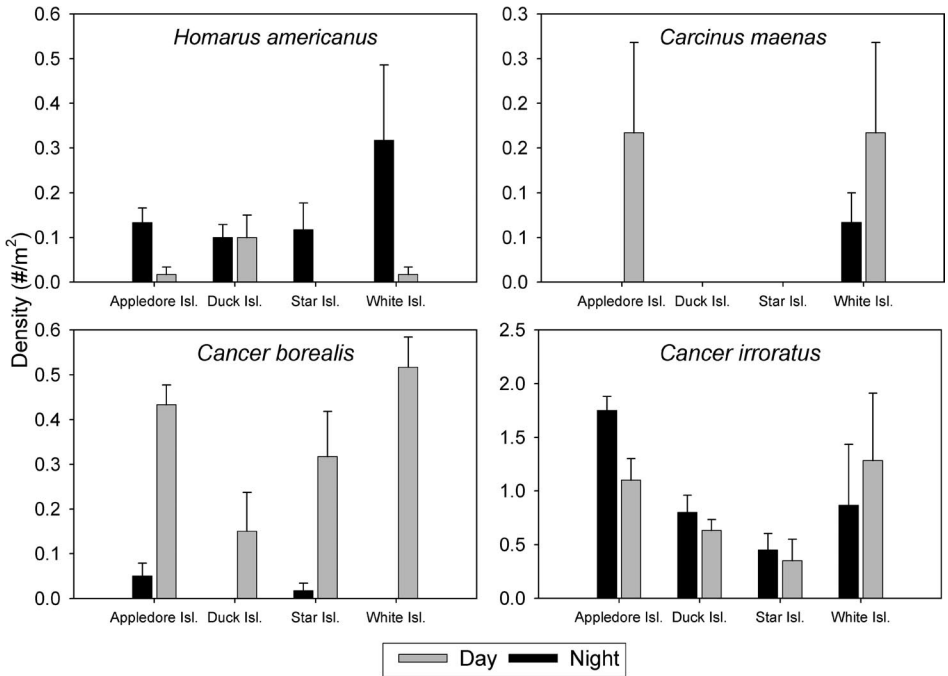 Density (#/m²)
Homarus americanus
0.6
0.5
0.4
0.3
0.2
0.1
0.0
Appledore Isl. Duck Isl. Star Isl. White Isl.
Carcinus maenas
0.3
0.3
0.2
0.2
0.1
0.1
0.0
Appledore Isl. Duck Isl. Star Isl. White Isl.
Cancer borealis
0.6
0.5
0.4
0.3
0.2
0.1
0.0
Appledore Isl. Duck Isl. Star Isl. White Isl.
Cancer irroratus
2.5
2.0
1.5
1.0
0.5
0.0
Appledore Isl. Duck Isl. Star Isl. White Isl.
Day Night